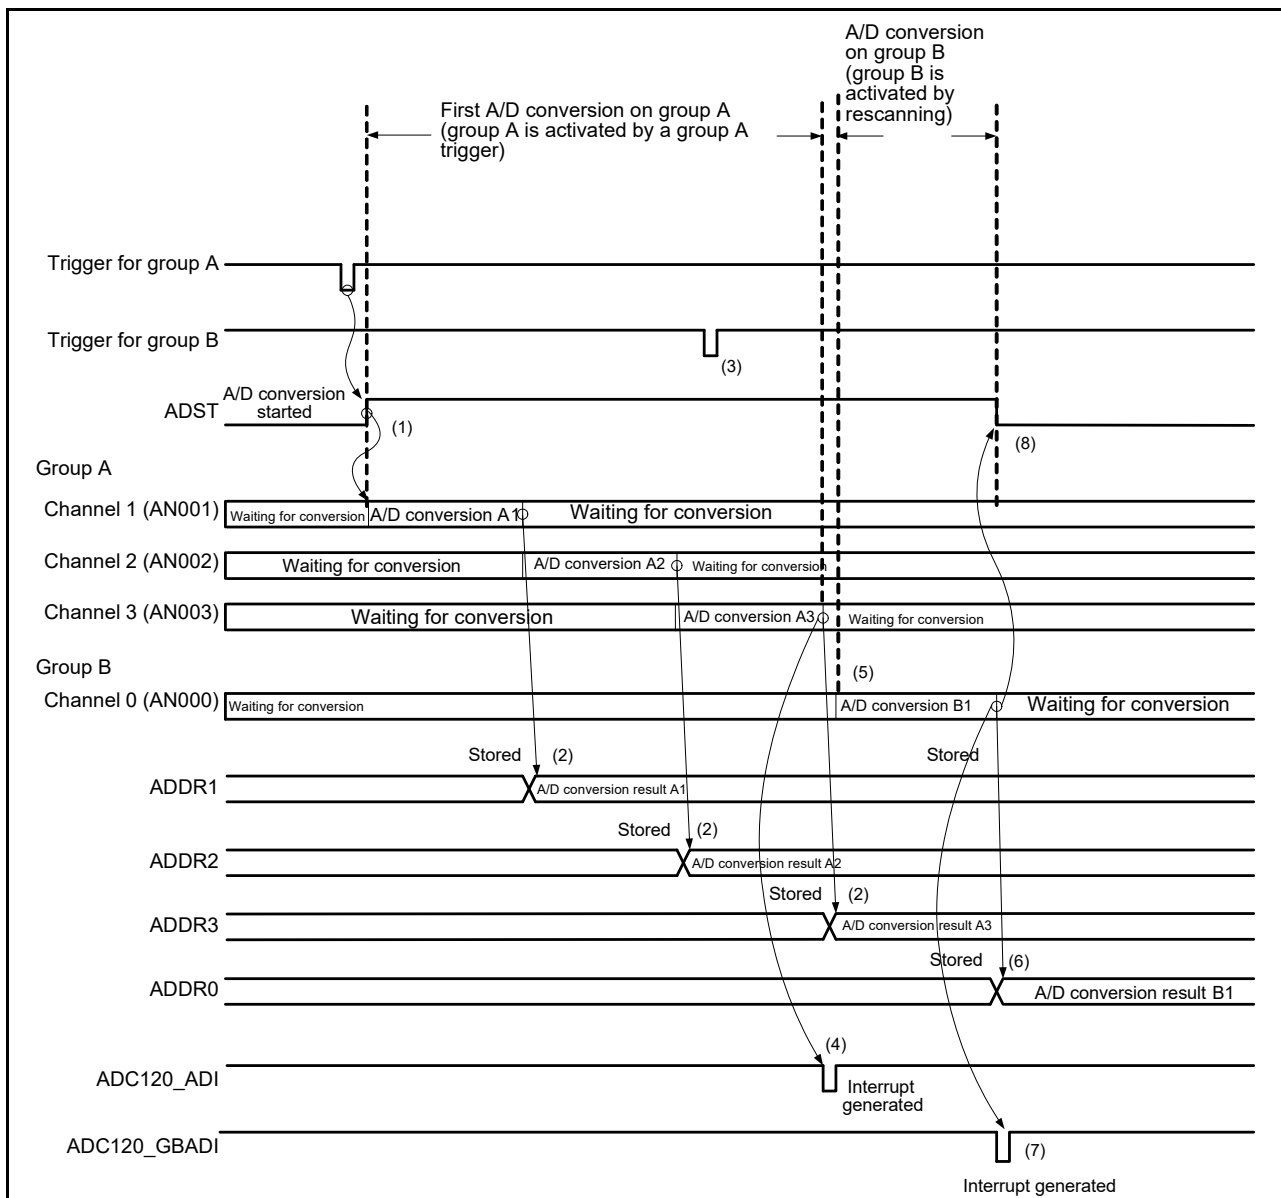 A/D conversion
on group B
(group B is
activated by
rescanning)
First A/D conversion on group A
(group A is activated by a group A
trigger)
Trigger for group A
Trigger for group B
(3)
A/D conversion
started
ADST
(1)
(8)
Group A
Channel 1 (AN001)
Waiting for conversion
A/D conversion A1
Waiting for conversion
Channel 2 (AN002)
Waiting for conversion
A/D conversion A2
Waiting for conversion
Channel 3 (AN003)
Waiting for conversion
A/D conversion A3
Waiting for conversion
Group B
(5)
Channel 0 (AN000)
Waiting for conversion
A/D conversion B1
Waiting for conversion
Stored
(2)
Stored
ADDR1
A/D conversion result A1
Stored
(2)
ADDR2
A/D conversion result A2
Stored
(2)
ADDR3
A/D conversion result A3
Stored
(6)
ADDR0
A/D conversion result B1
(4)
ADC120_ADI
Interrupt
generated
ADC120_GBADI
(7)
Interrupt generated